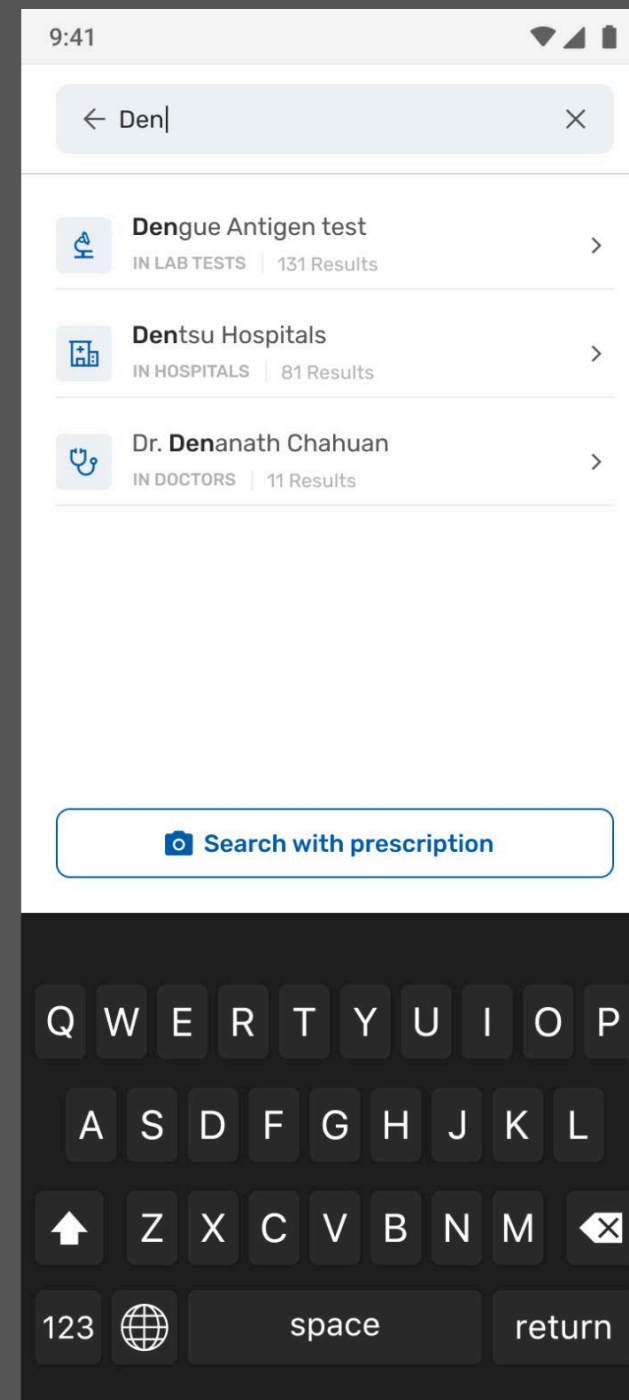 9:41
Den
Dengue Antigen test
IN LAB TESTS 131 Results
Dentsu Hospitals
IN HOSPITALS 81 Results
Dr. Denanath Chahuan
IN DOCTORS 11 Results
Search with prescription
Q W E R T Y U I O P
A S D F G H J K L
Z X C V B N M
123 space return